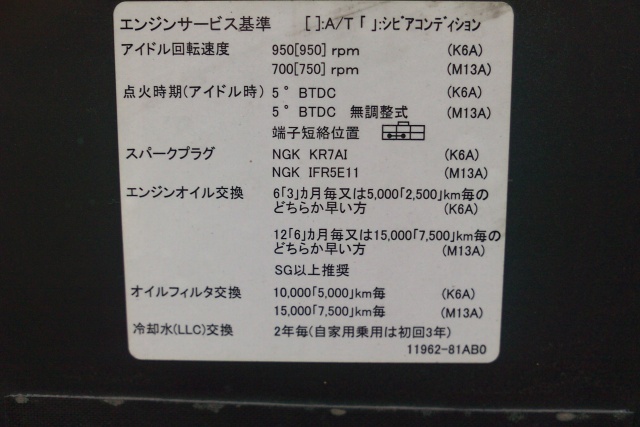 エンジンサービス基準　[ ]:A/T「 」:シビアコンディション
アイドル回転速度　950[950] rpm　(K6A)
700[750] rpm　(M13A)
点火時期(アイドル時)　5°BTDC　(K6A)
5°BTDC　無調整式　(M13A)
端子短絡位置
スパークプラグ　NGK KR7AI　(K6A)
NGK IFR5E11　(M13A)
エンジンオイル交換　6「3」ｶ月毎又は5,000「2,500」km毎の
どちらか早い方　(K6A)
12「6」ｶ月毎又は15,000「7,500」km毎の
どちらか早い方　(M13A)
SG以上推奨
オイルフィルタ交換　10,000「5,000」km毎　(K6A)
15,000「7,500」km毎　(M13A)
冷却水(LLC)交換　2年毎(自家用乗用は初回3年)
11962-81AB0